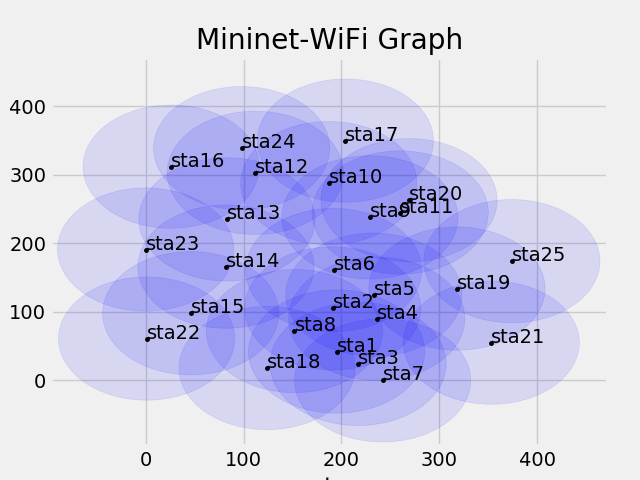 Mininet-WiFi Graph
400
300
200
100
0
sta17
sta24
sta16
sta12
sta10
sta20
sta11
sta9
sta13
sta23
sta25
sta14
sta6
sta19
sta5
sta15
sta2
sta4
sta8
sta22
sta21
sta1
sta3
sta18
sta7
0 100 200 300 400